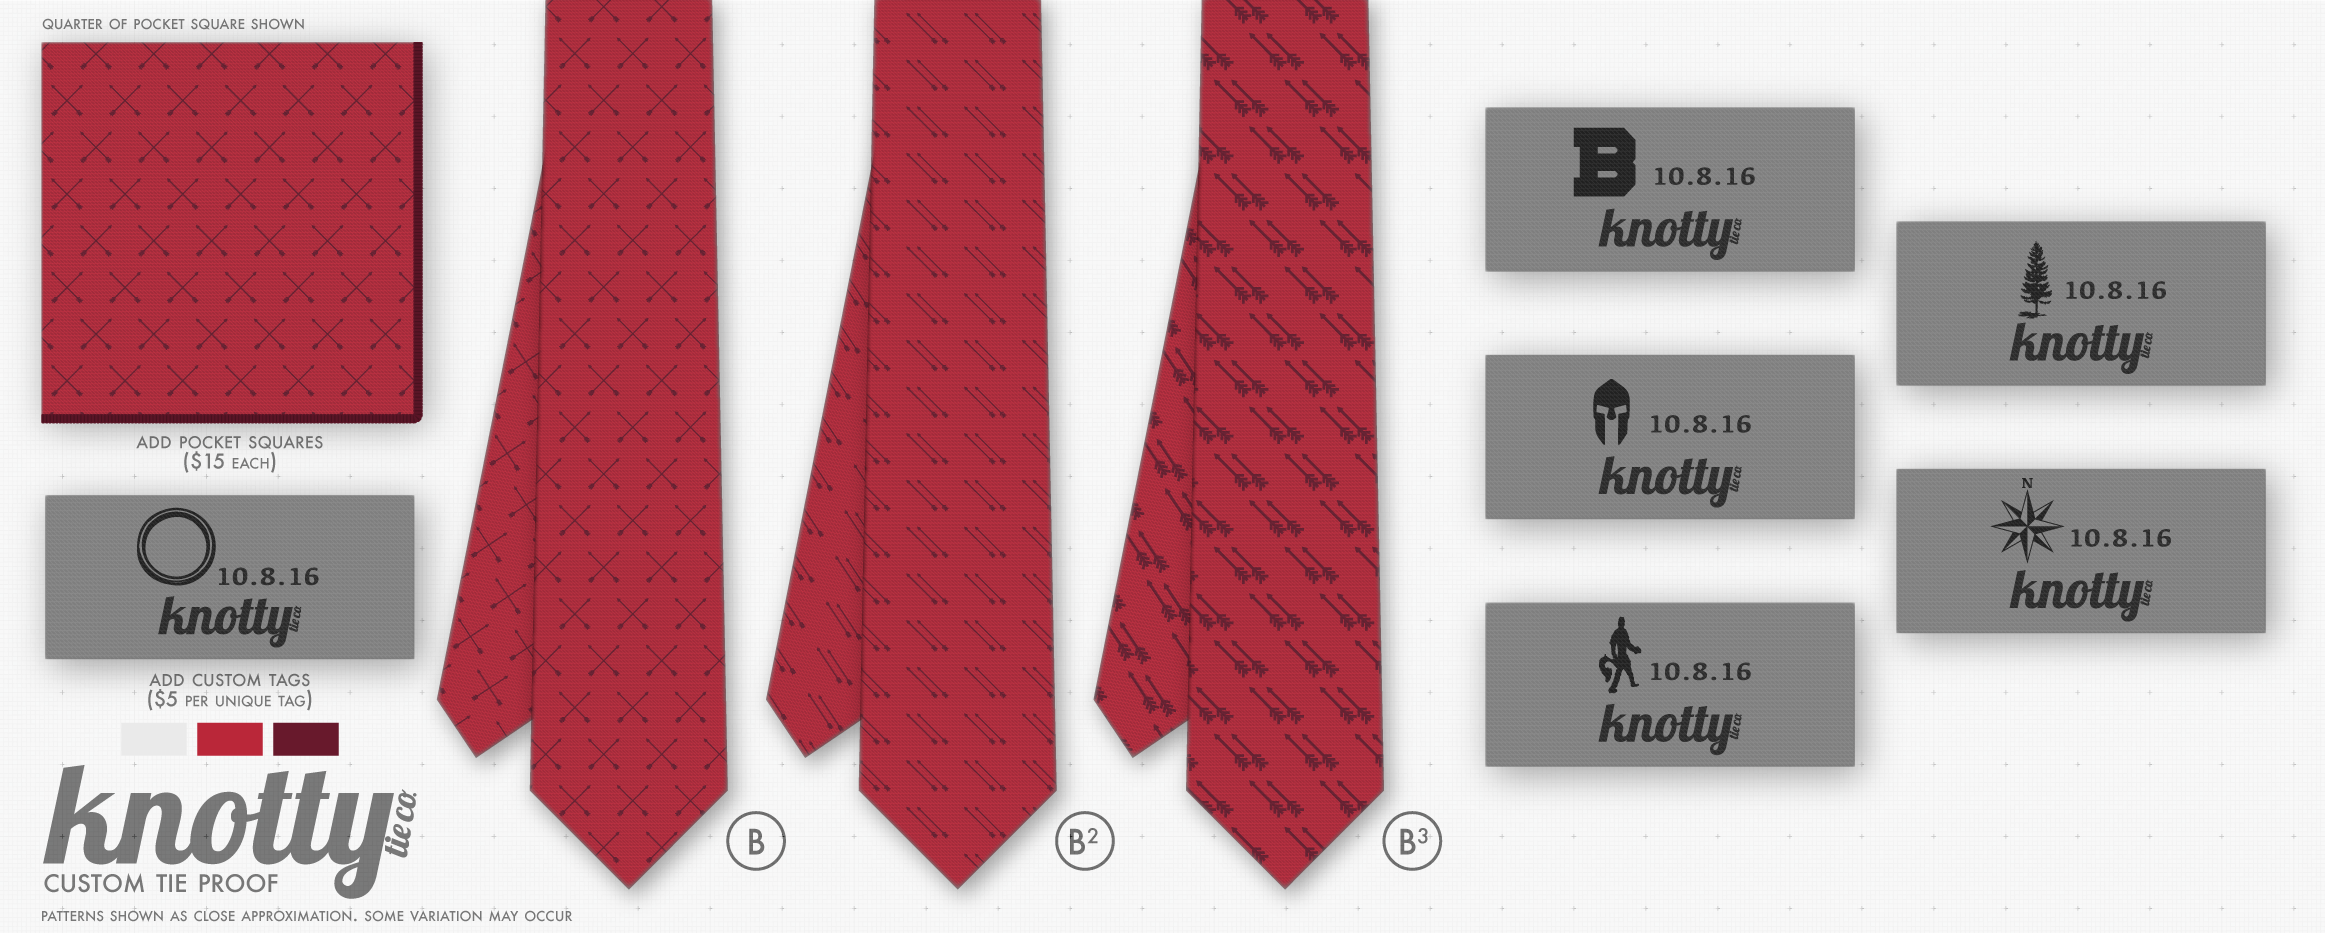 QUARTER OF POCKET SQUARE SHOWN
ADD POCKET SQUARES
($15 EACH)
10.8.16
knotty tie co
ADD CUSTOM TAGS
($5 PER UNIQUE TAG)
knotty tie co.
CUSTOM TIE PROOF
PATTERNS SHOWN AS CLOSE APPROXIMATION. SOME VARIATION MAY OCCUR
B
B²
B³
B 10.8.16
knotty tie co
10.8.16
knotty tie co
10.8.16
knotty tie co
10.8.16
knotty tie co
N
10.8.16
knotty tie co